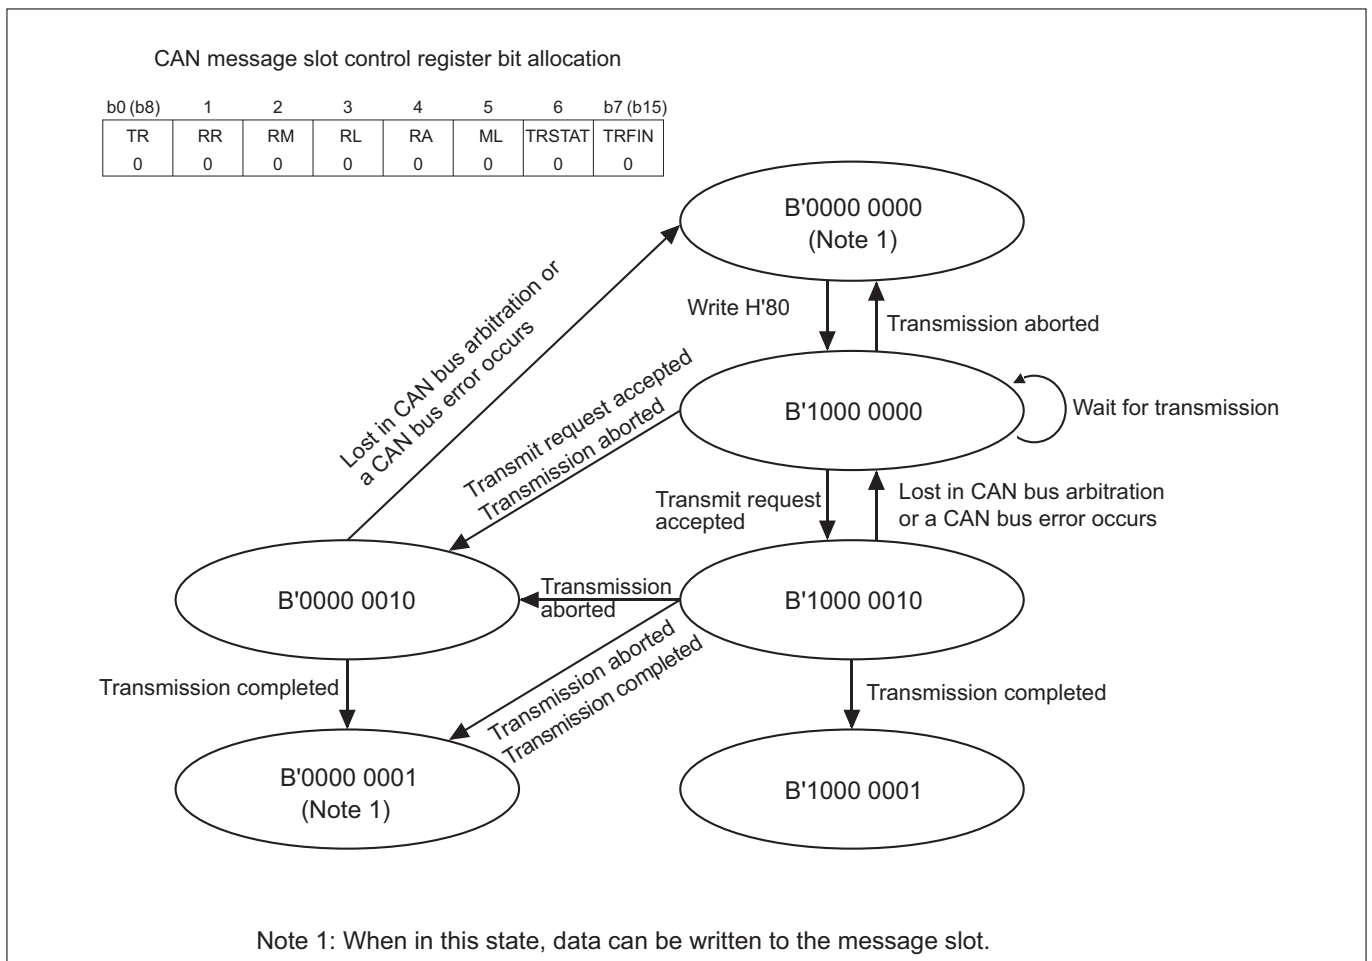 CAN message slot control register bit allocation
b0 (b8) 1 2 3 4 5 6 b7 (b15)
TR RR RM RL RA ML TRSTAT TRFIN
0 0 0 0 0 0 0 0
B'0000 0000
(Note 1)
Write H'80
Transmission aborted
Lost in CAN bus arbitration or
a CAN bus error occurs
Transmit request accepted
Transmission aborted
B'1000 0000
Wait for transmission
Transmit request
accepted
Lost in CAN bus arbitration
or a CAN bus error occurs
B'0000 0010
Transmission
aborted
B'1000 0010
Transmission completed
Transmission aborted
Transmission completed
Transmission completed
B'0000 0001
(Note 1)
B'1000 0001
Note 1: When in this state, data can be written to the message slot.